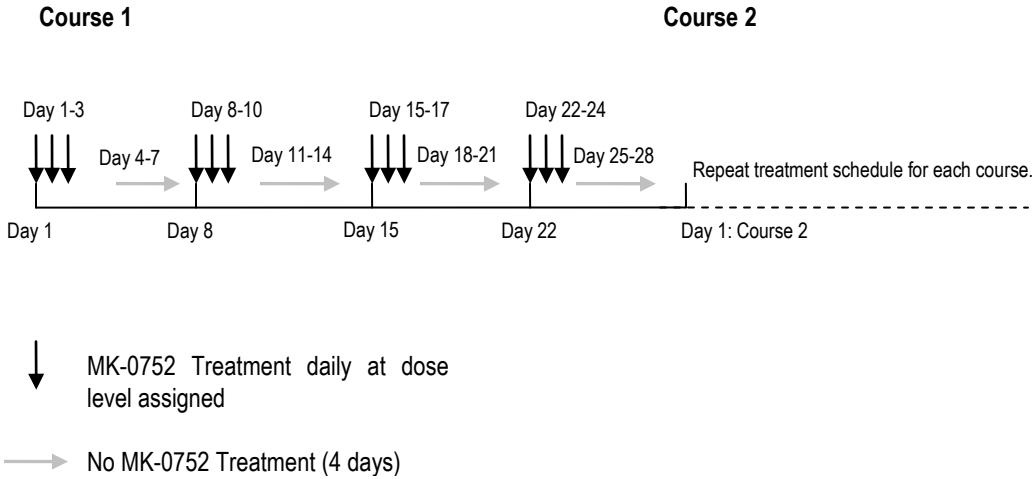 Course 1
Course 2
Day 1-3
Day 8-10
Day 15-17
Day 22-24
Day 4-7
Day 11-14
Day 18-21
Day 25-28
Repeat treatment schedule for each course.
Day 1
Day 8
Day 15
Day 22
Day 1: Course 2
MK-0752 Treatment daily at dose
level assigned
No MK-0752 Treatment (4 days)